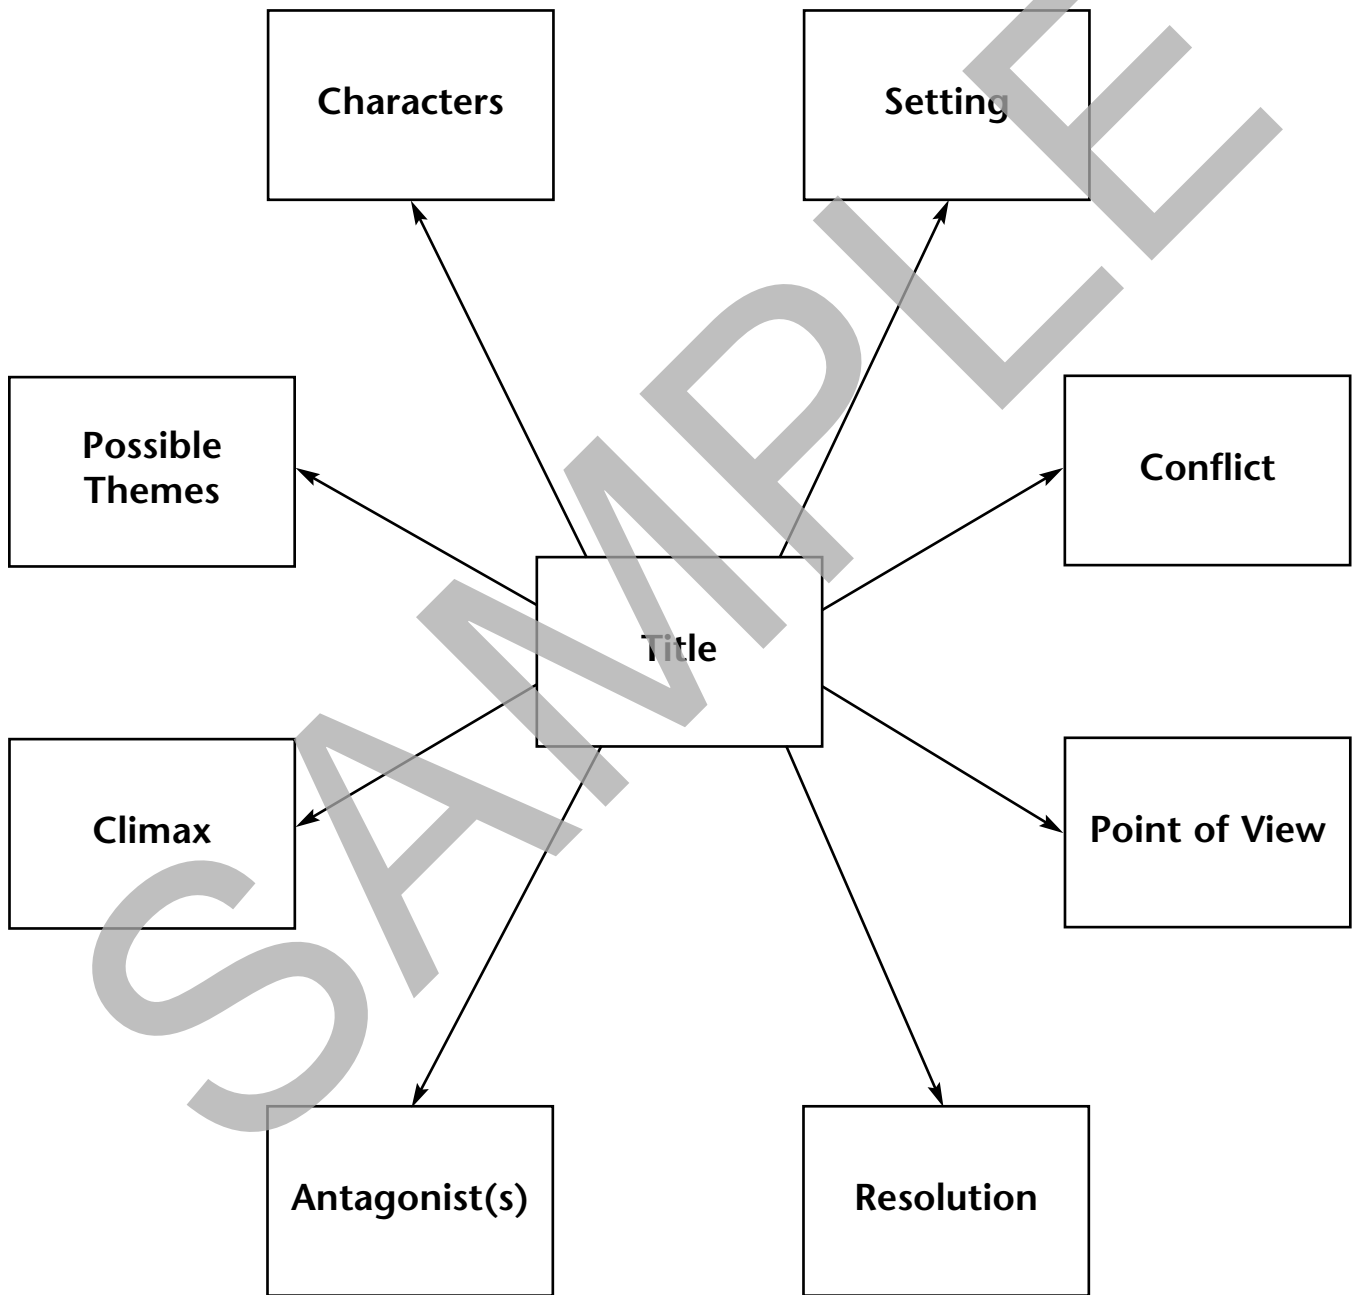 Characters
Setting
Possible
Themes
Conflict
Title
Climax
Point of View
Antagonist(s)
Resolution
SAMPLE